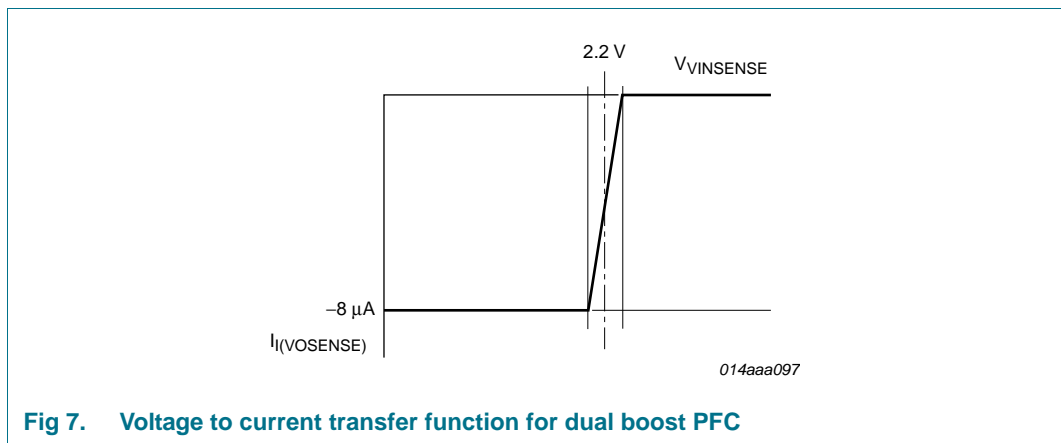 2.2 V
VVINSENSE
−8 μA
II(VOSENSE)
014aaa097
Fig 7. Voltage to current transfer function for dual boost PFC